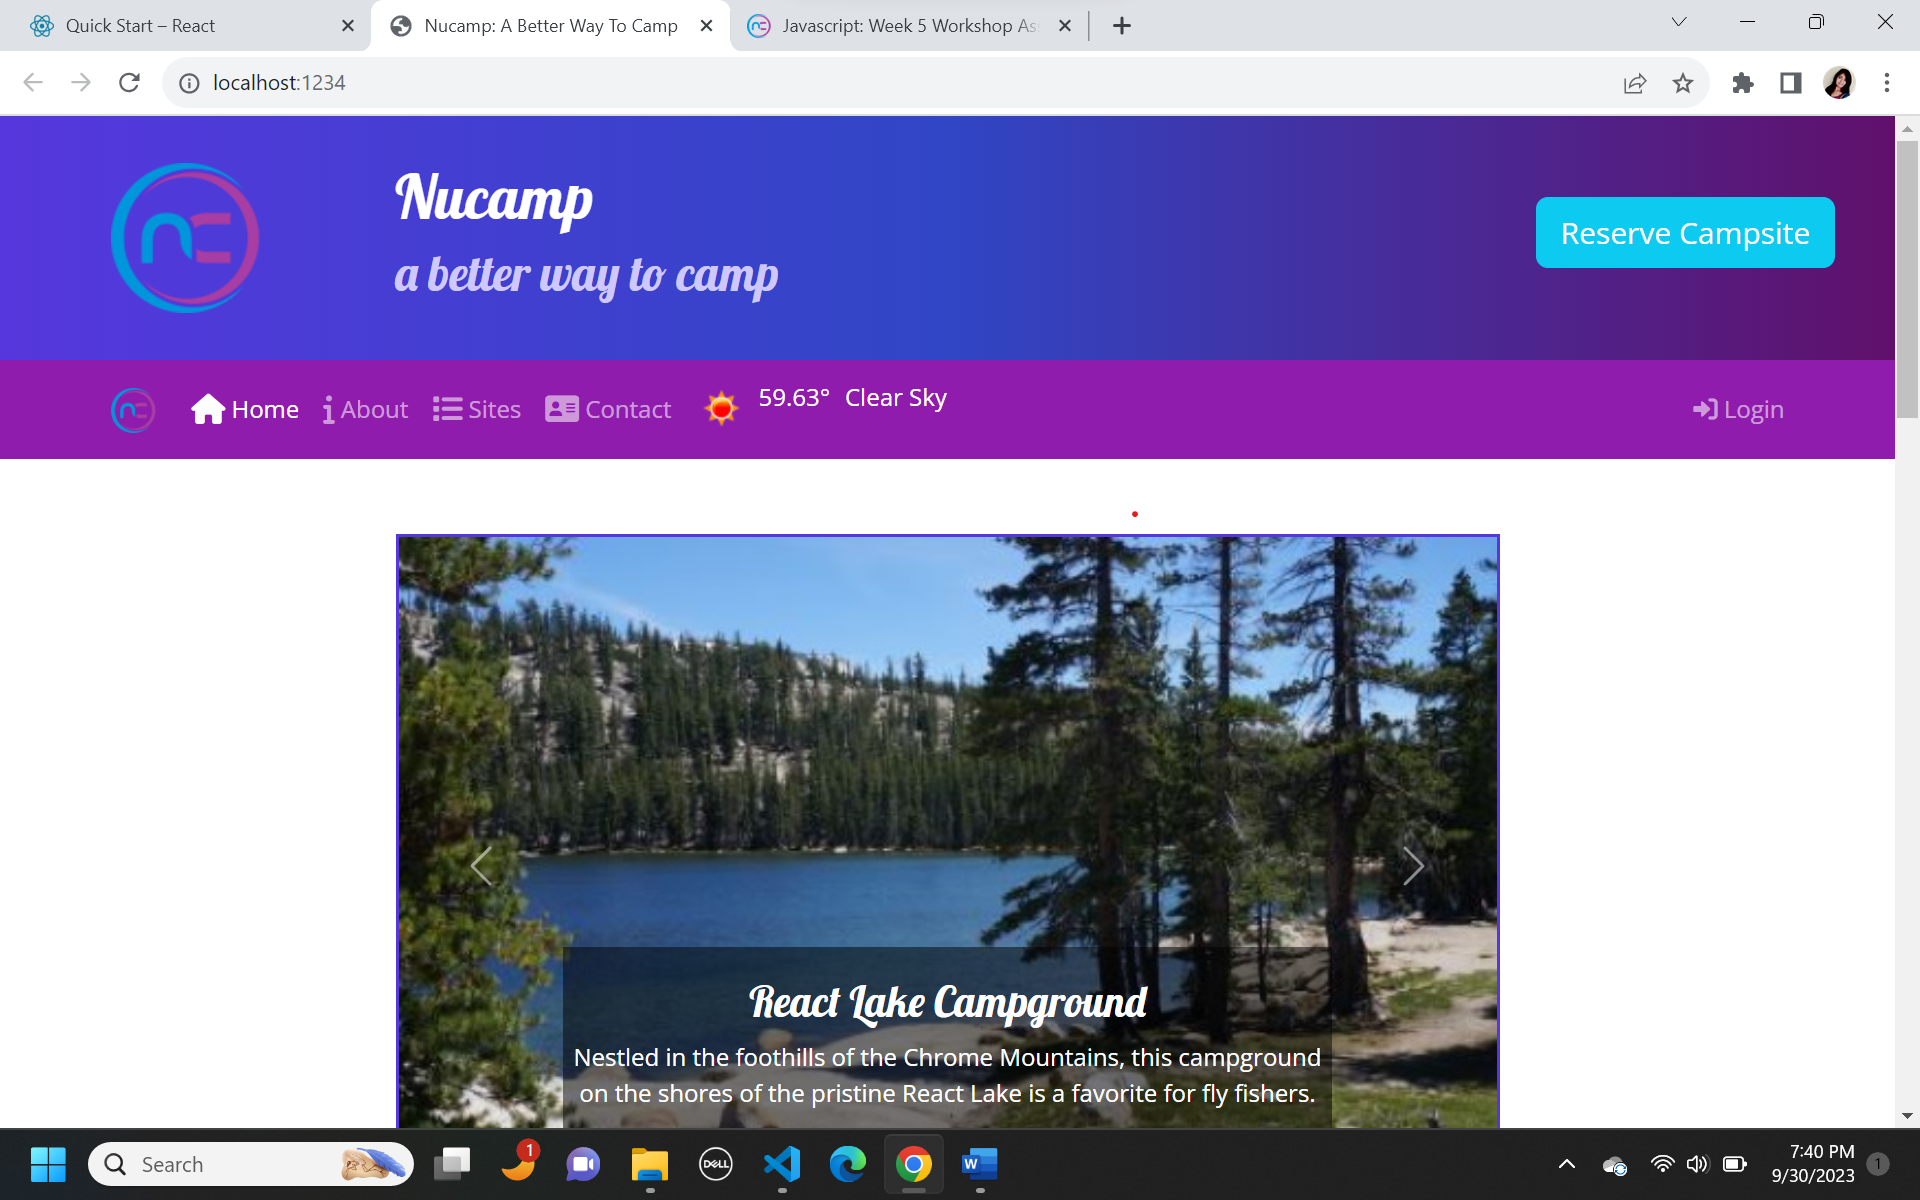 Quick Start – React
Nucamp: A Better Way To Camp
Javascript: Week 5 Workshop As
localhost:1234
Nucamp
a better way to camp
Reserve Campsite
Home
About
Sites
Contact
59.63° Clear Sky
Login
React Lake Campground
Nestled in the foothills of the Chrome Mountains, this campground
on the shores of the pristine React Lake is a favorite for fly fishers.
Search
1
DELL
W
7:40 PM
9/30/2023
1